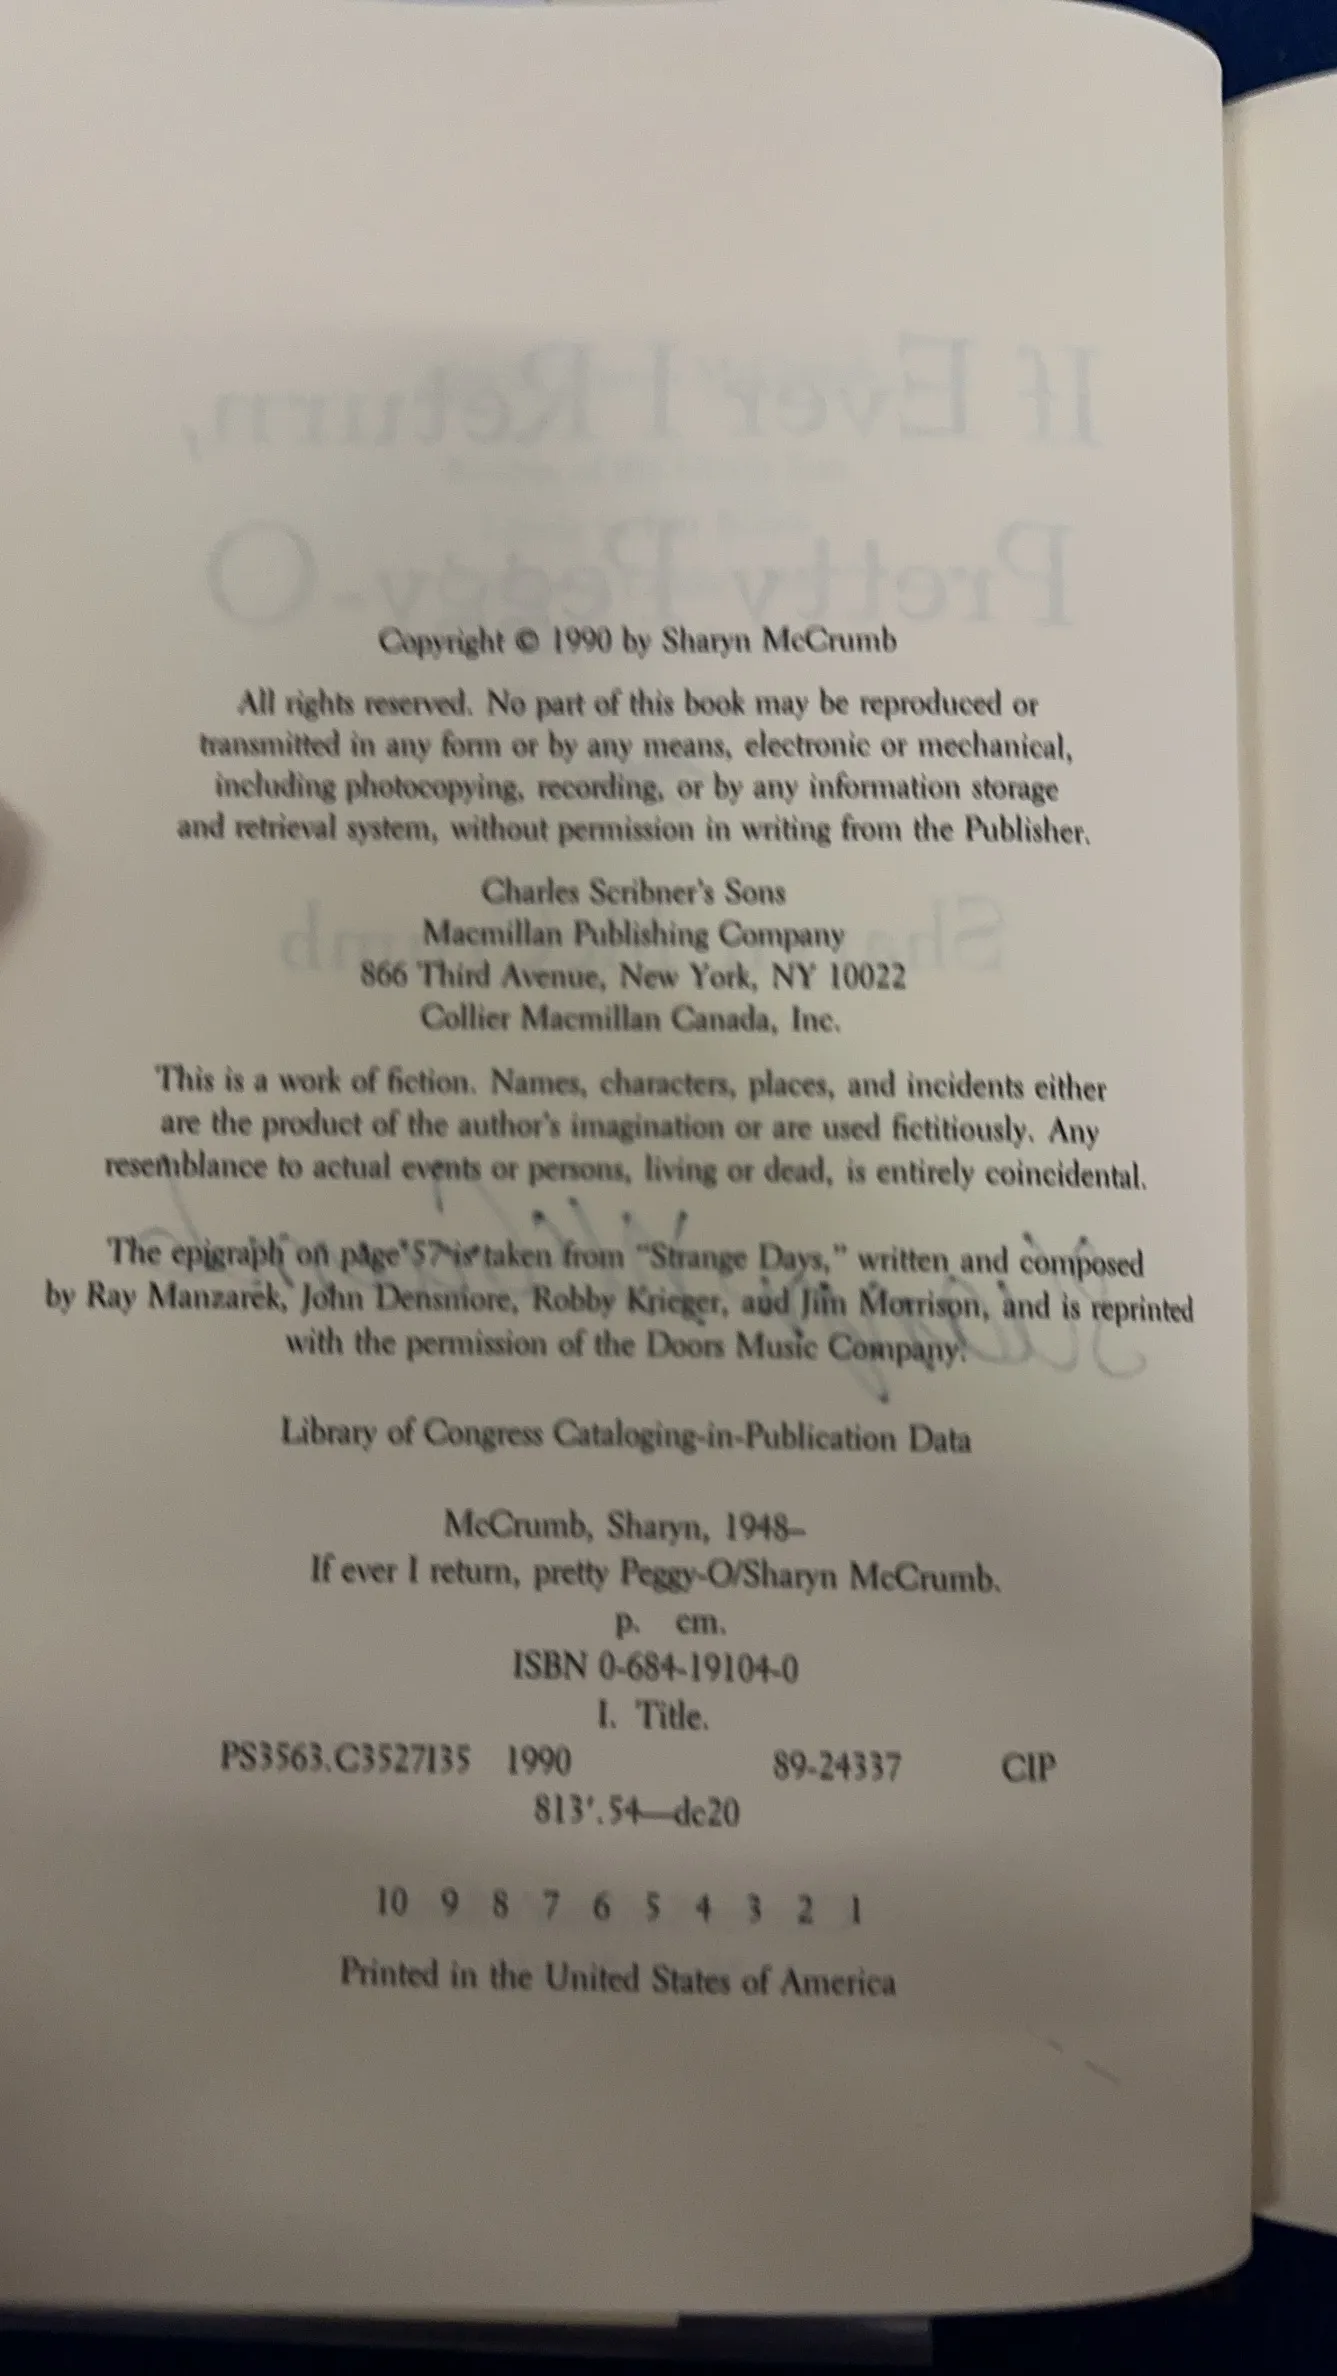 If Ever I Return,
Pretty Peggy-O
Copyright © 1990 by Sharyn McCrumb
All rights reserved. No part of this book may be reproduced or
transmitted in any form or by any means, electronic or mechanical,
including photocopying, recording, or by any information storage
and retrieval system, without permission in writing from the Publisher.
Charles Scribner's Sons
Macmillan Publishing Company
866 Third Avenue, New York, NY 10022
Collier Macmillan Canada, Inc.
This is a work of fiction. Names, characters, places, and incidents either
are the product of the author's imagination or are used fictitiously. Any
resemblance to actual events or persons, living or dead, is entirely coincidental.
The epigraph on page 57 is taken from "Strange Days," written and composed
by Ray Manzarek, John Densmore, Robby Krieger, and Jim Morrison, and is reprinted
with the permission of the Doors Music Company.
Library of Congress Cataloging-in-Publication Data
McCrumb, Sharyn, 1948–
If ever I return, pretty Peggy-O/Sharyn McCrumb.
p. cm.
ISBN 0-684-19104-0
I. Title.
PS3563.C3527I35 1990 89-24337 CIP
813'.54—dc20
10 9 8 7 6 5 4 3 2 1
Printed in the United States of America